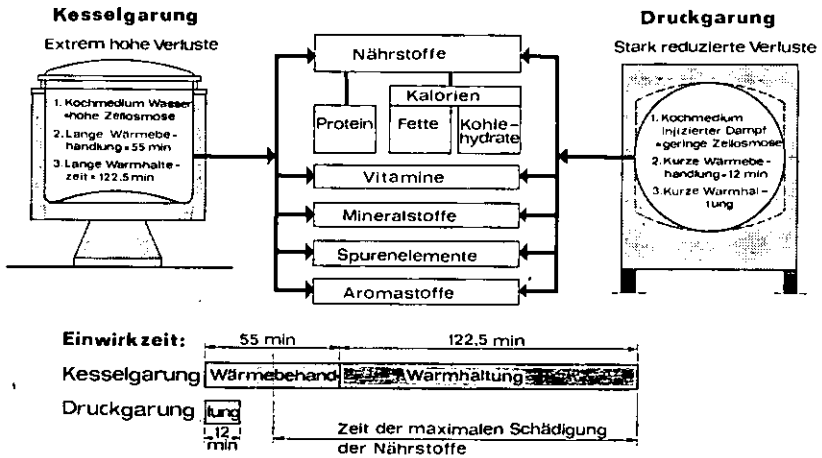 Kesselgarung
Extrem hohe Verluste
1. Kochmedium Wasser
=hohe Zellosmose
2. Lange Wärmebe-
handlung = 55 min
3. Lange Warmhalte-
zeit = 122,5 min
Nährstoffe
Protein
Kalorien
Fette
Kohle-
hydrate
Vitamine
Mineralstoffe
Spurenelemente
Aromastoffe
Druckgarung
Stark reduzierte Verluste
1. Kochmedium
Injizierter Dampf
=geringe Zellosmose
2. Kurze Wärmebe-
handlung = 12 min
3. Kurze Warmhal-
tung
Einwirkzeit:
55 min
122,5 min
Kesselgarung
Wärmebehand-
Warmhaltung
Druckgarung
lung
12
min
Zeit der maximalen Schädigung
der Nährstoffe